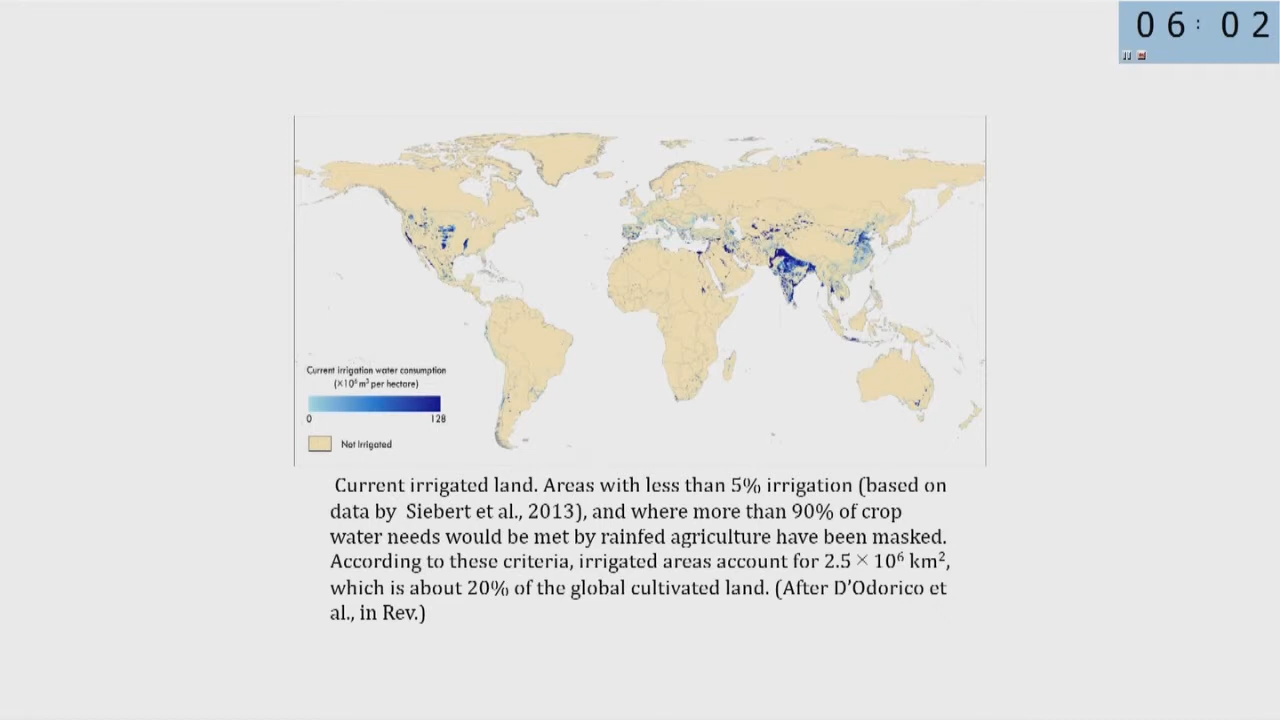 06:02
Current irrigation water consumption
(×10⁶ m³ per hectare)
0 128
Not irrigated
Current irrigated land. Areas with less than 5% irrigation (based on
data by Siebert et al., 2013), and where more than 90% of crop
water needs would be met by rainfed agriculture have been masked.
According to these criteria, irrigated areas account for 2.5 × 10⁶ km²,
which is about 20% of the global cultivated land. (After D’Odorico et
al., in Rev.)